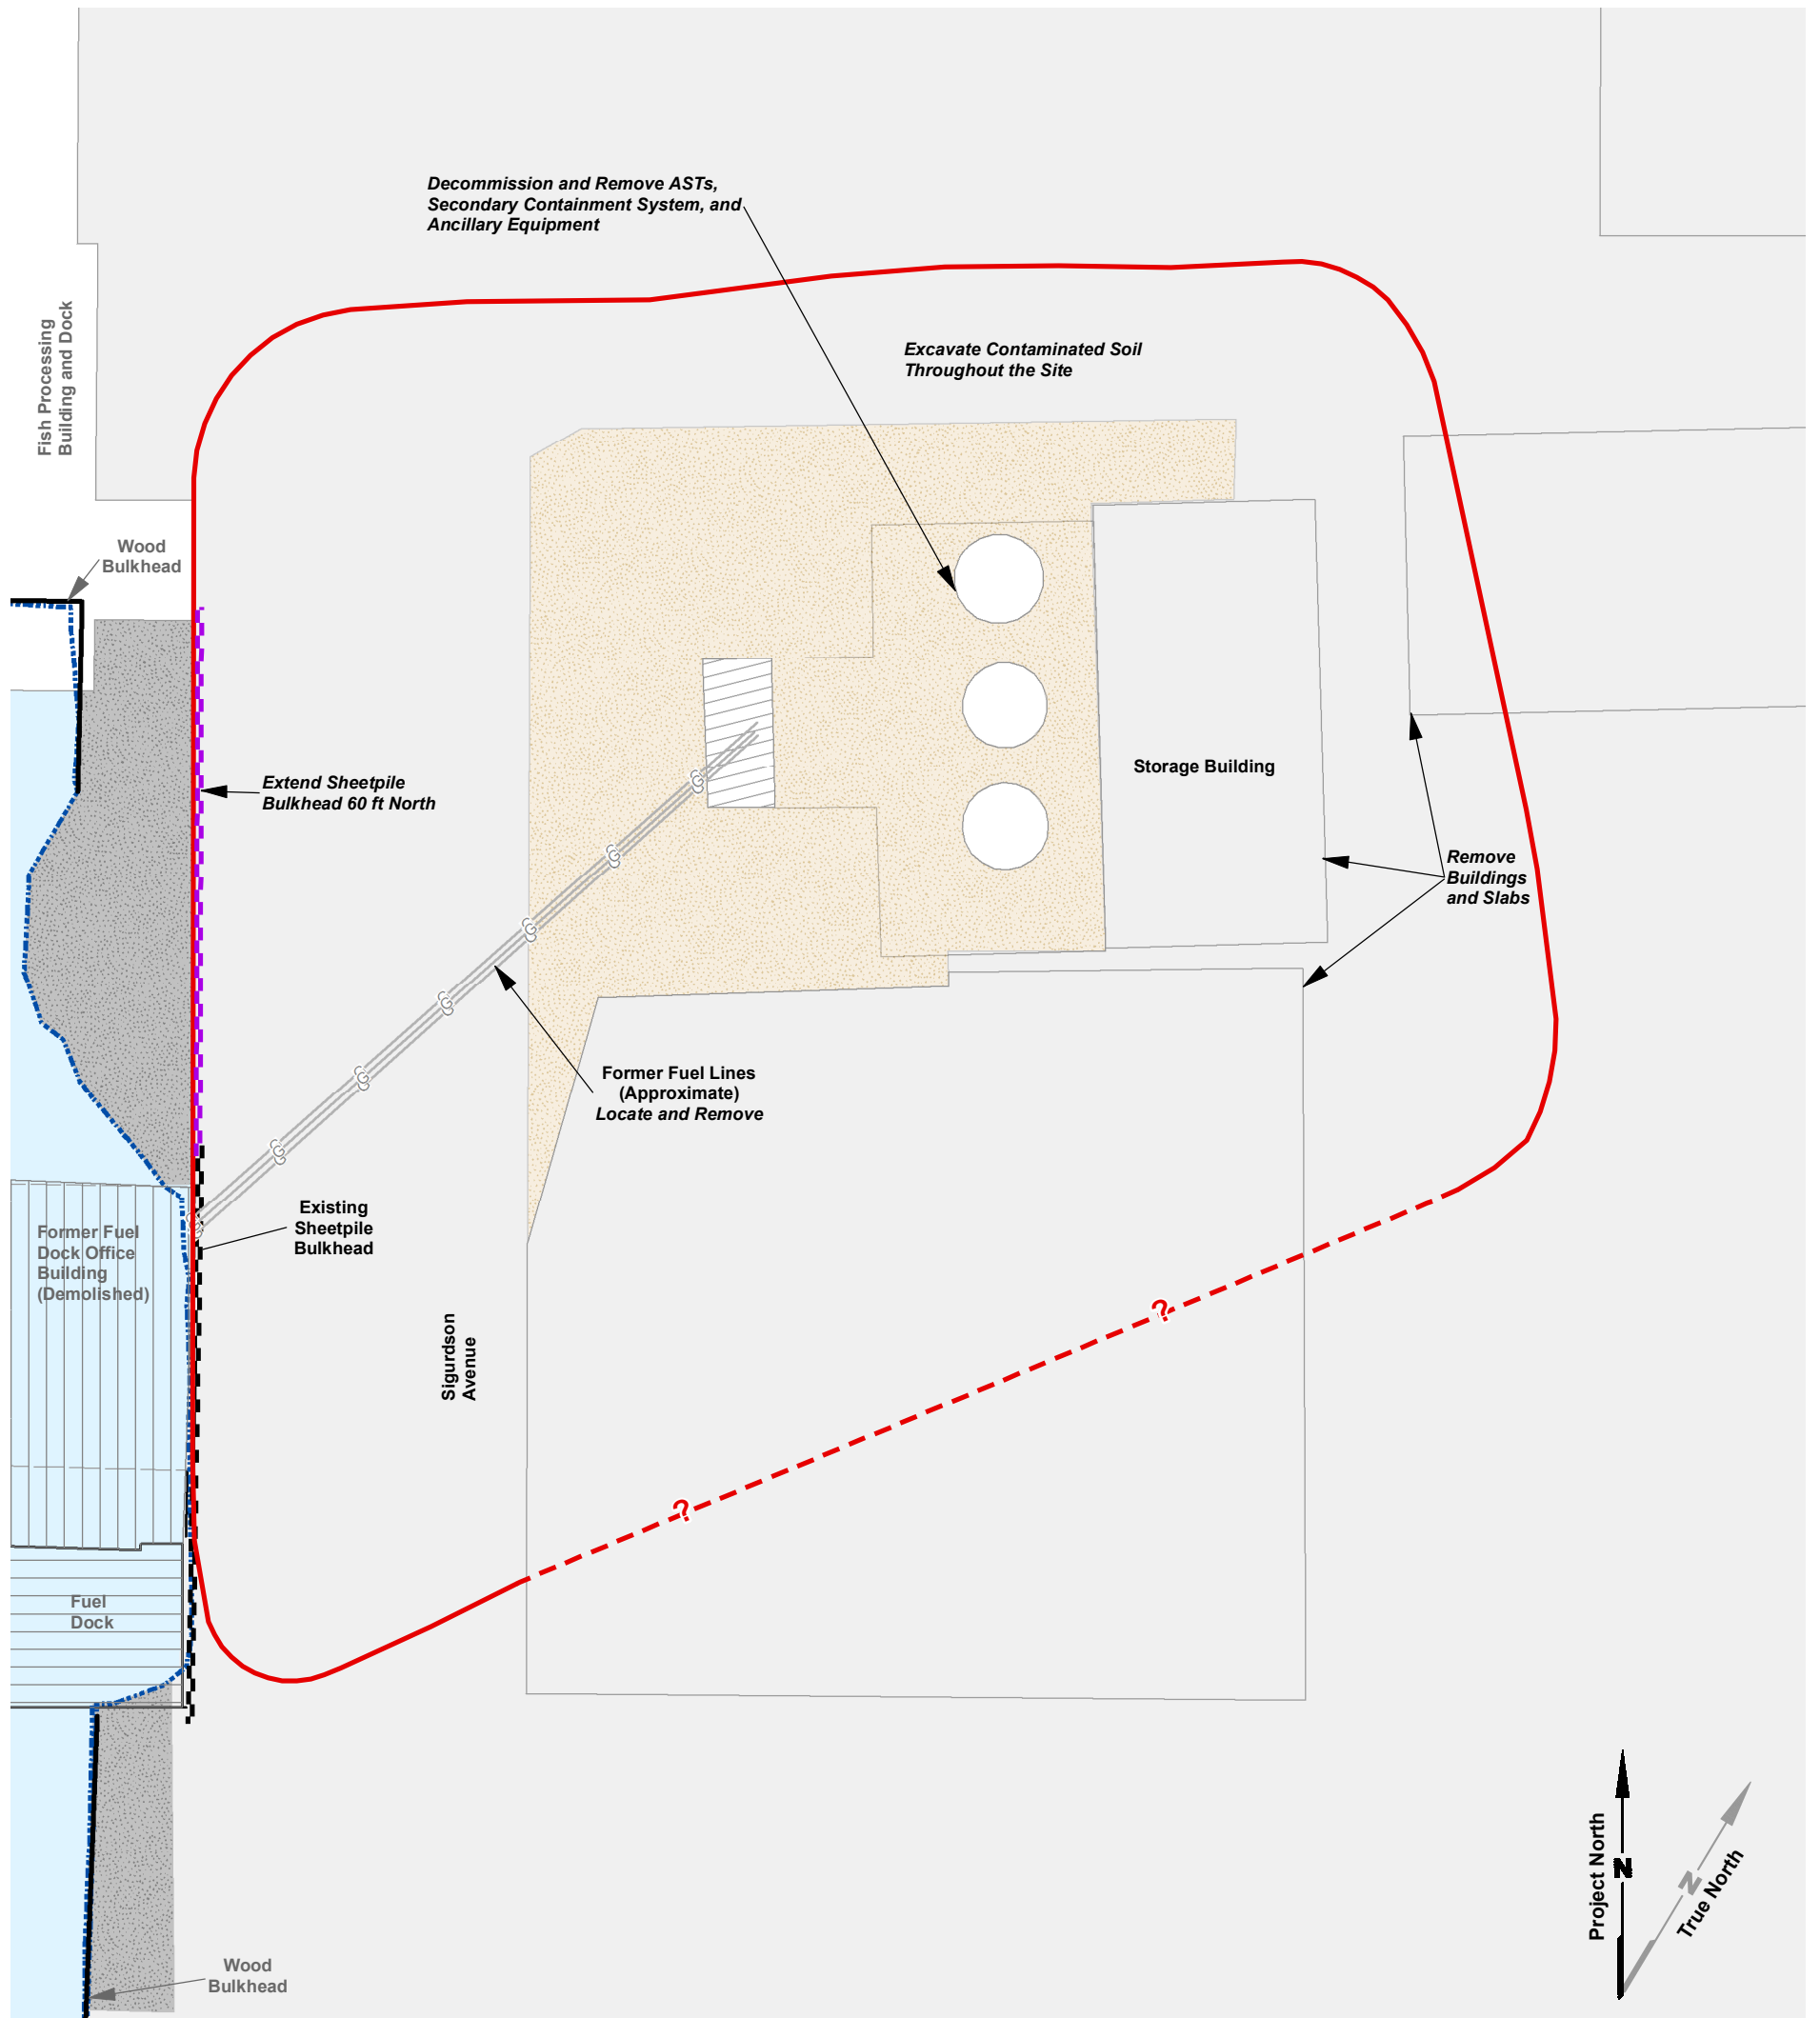 Decommission and Remove ASTs,
Secondary Containment System, and
Ancillary Equipment
Fish Processing
Building and Dock
Excavate Contaminated Soil
Throughout the Site
Wood
Bulkhead
Extend Sheetpile
Bulkhead 60 ft North
Storage Building
Remove
Buildings
and Slabs
G
G
G
G
G
G
G
G
G
G
G
G
G
G
Former Fuel Lines
(Approximate)
Locate and Remove
Existing
Sheetpile
Bulkhead
Former Fuel
Dock Office
Building
(Demolished)
Sigurdson
Avenue
?
?
Fuel
Dock
Project North
N
N
True North
Wood
Bulkhead